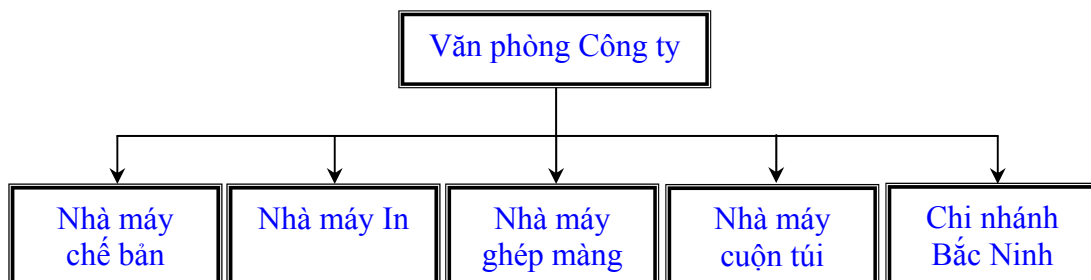 Văn phòng Công ty
Nhà máy
chế bản
Nhà máy In
Nhà máy
ghép màng
Nhà máy
cuộn túi
Chi nhánh
Bắc Ninh